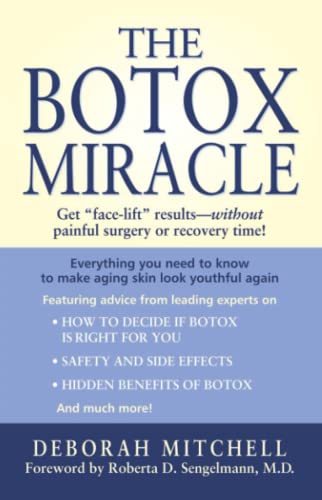 THE
BOTOX
MIRACLE
Get "face-lift" results—without
painful surgery or recovery time!
Everything you need to know
to make aging skin look youthful again
Featuring advice from leading experts on
• HOW TO DECIDE IF BOTOX
IS RIGHT FOR YOU
• SAFETY AND SIDE EFFECTS
• HIDDEN BENEFITS OF BOTOX
And much more!
DEBORAH MITCHELL
Foreword by Roberta D. Sengelmann, M.D.